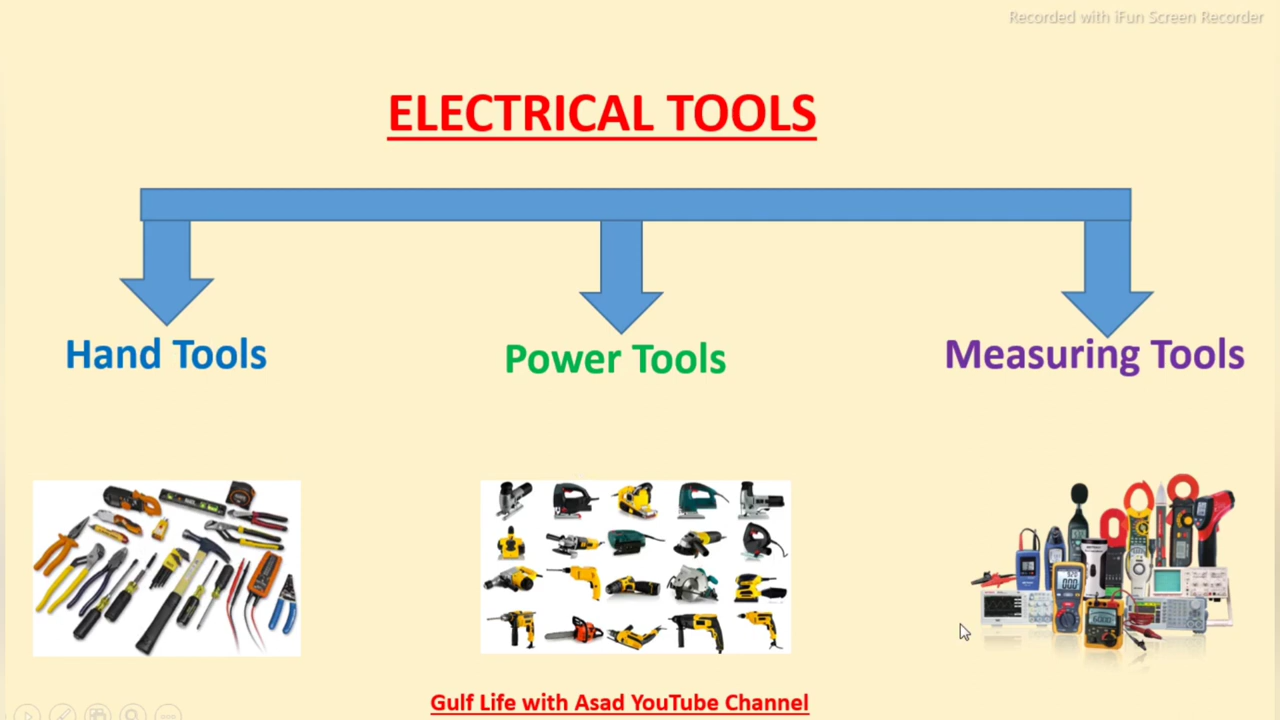 Recorded with iFun Screen Recorder
ELECTRICAL TOOLS
Hand Tools
Power Tools
Measuring Tools
Gulf Life with Asad YouTube Channel